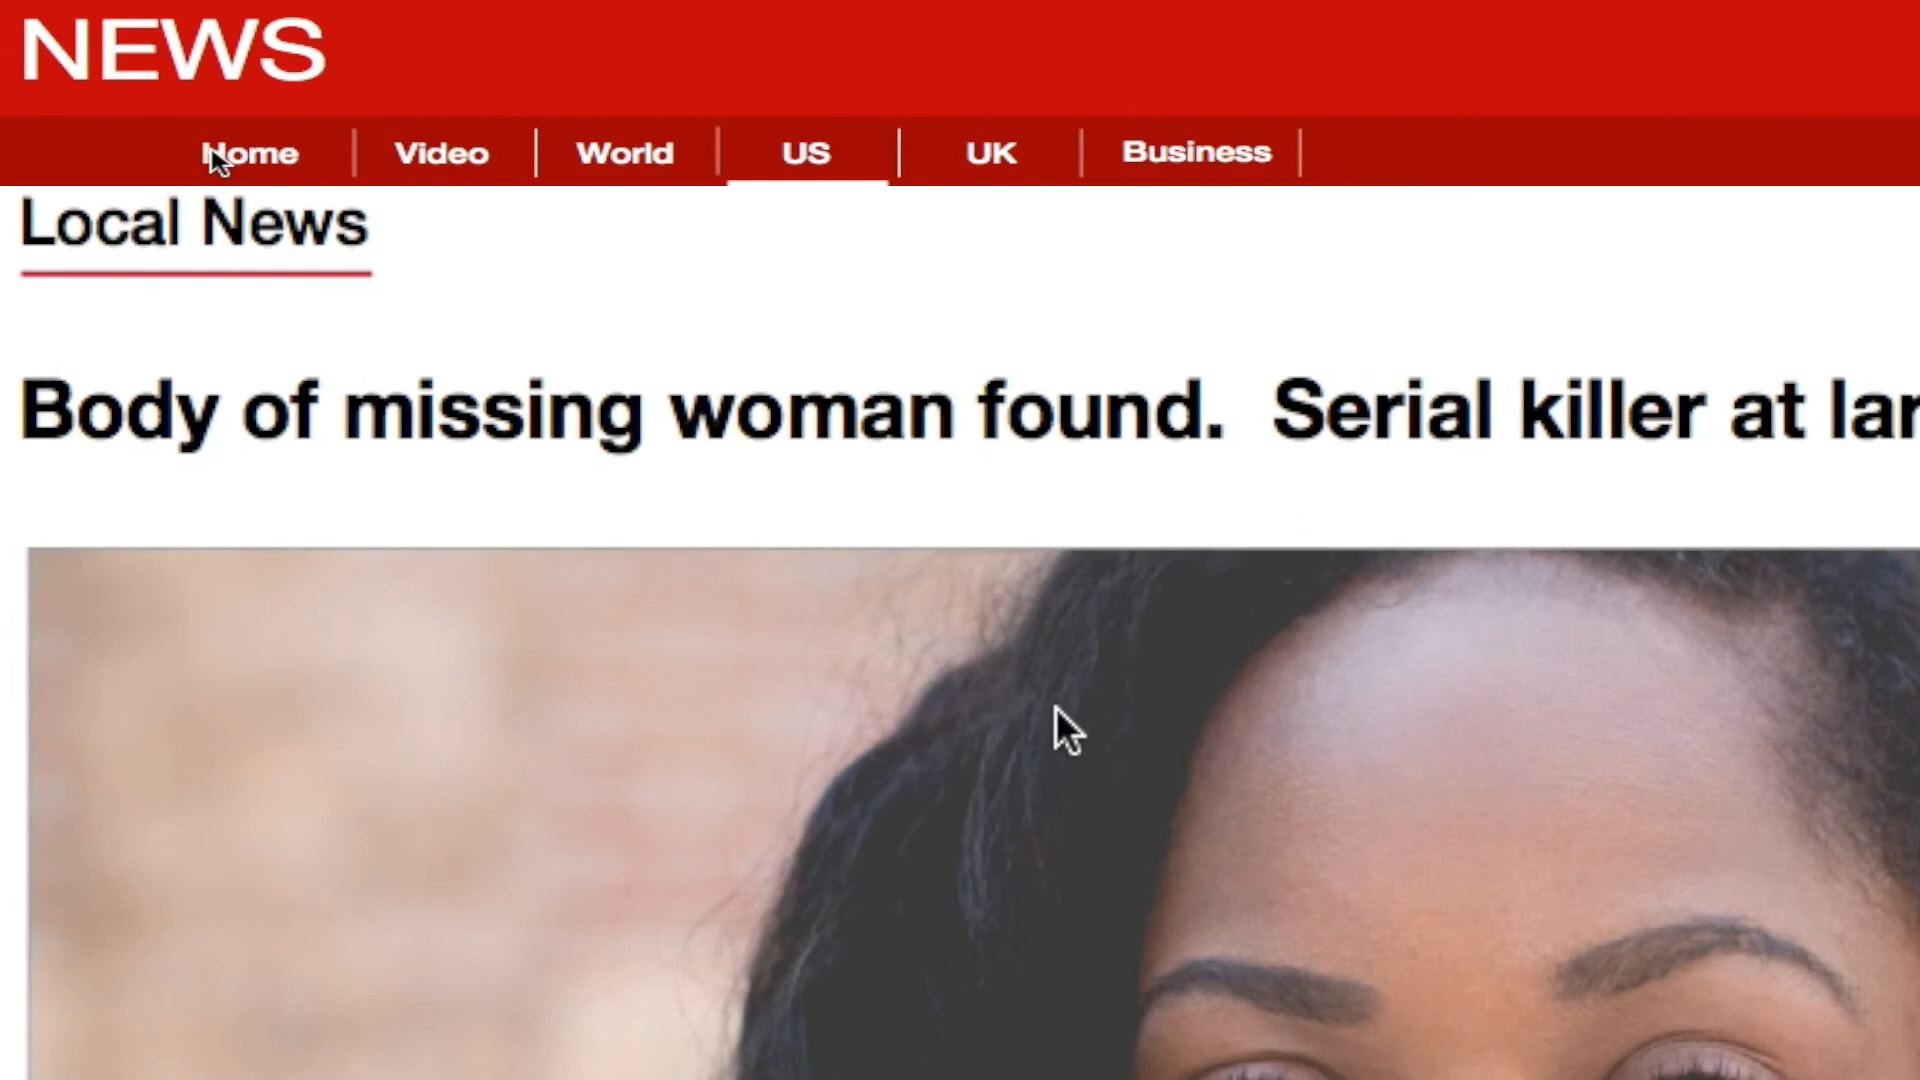 NEWS
Home Video World US UK Business
Local News
Body of missing woman found. Serial killer at